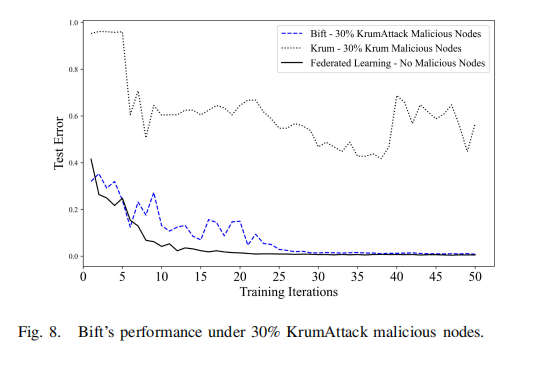 1.0
0.8
0.6
0.4
0.2
0.0
Test Error
Bift - 30% KrumAttack Malicious Nodes
Krum - 30% Krum Malicious Nodes
Federated Learning - No Malicious Nodes
0 5 10 15 20 25 30 35 40 45 50
Training Iterations
Fig. 8. Bift's performance under 30% KrumAttack malicious nodes.